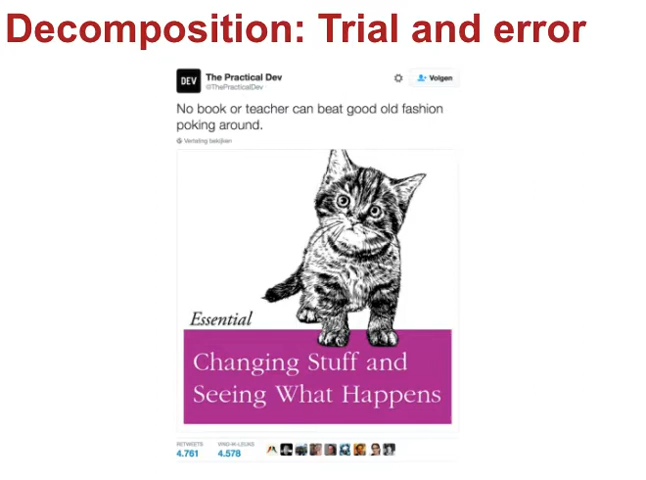 Decomposition: Trial and error
DEV
The Practical Dev
@ThePracticalDev
Volgen
No book or teacher can beat good old fashion
poking around.
Vertaling bekijken
Essential
Changing Stuff and
Seeing What Happens
RETWEETS
VIND-IK-LEUKS
4.761
4.578